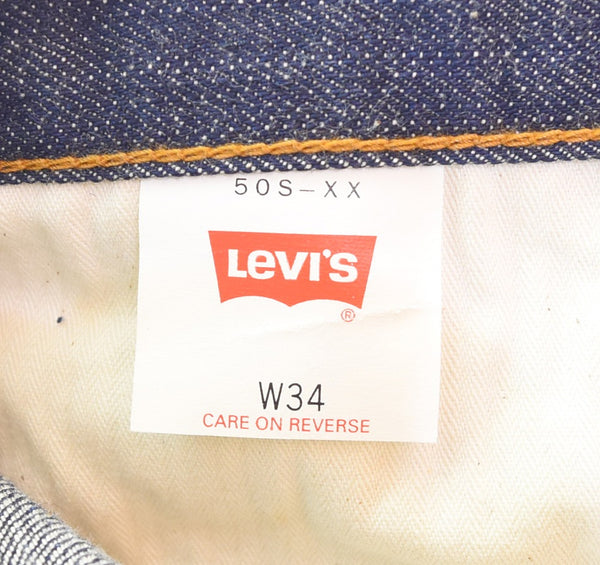 50S-XX
Levi's
®
W34
CARE ON REVERSE